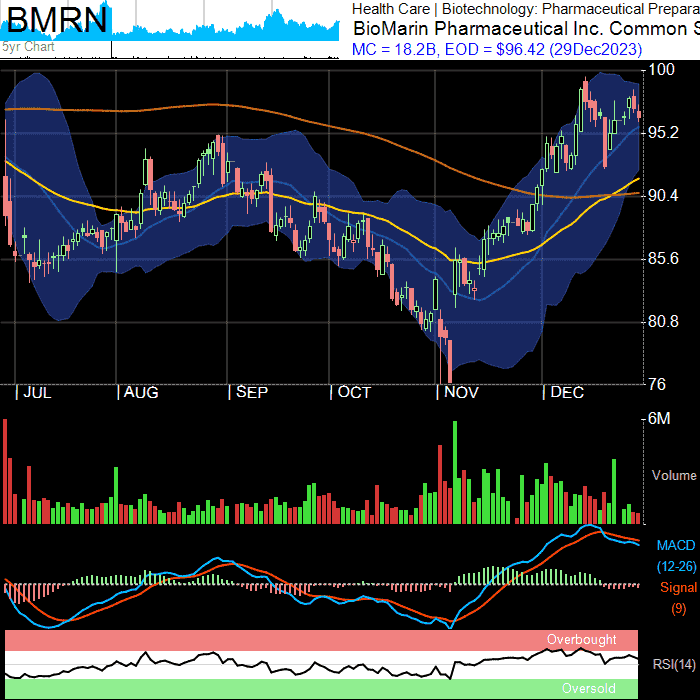 BMRN
5yr Chart
Health Care | Biotechnology: Pharmaceutical Prepara
BioMarin Pharmaceutical Inc. Common S
MC = 18.2B, EOD = $96.42 (29Dec2023)
100
95.2
90.4
85.6
80.8
76
JUL AUG SEP OCT NOV DEC
6M
Volume
MACD
(12-26)
Signal
(9)
Overbought
RSI(14)
Oversold